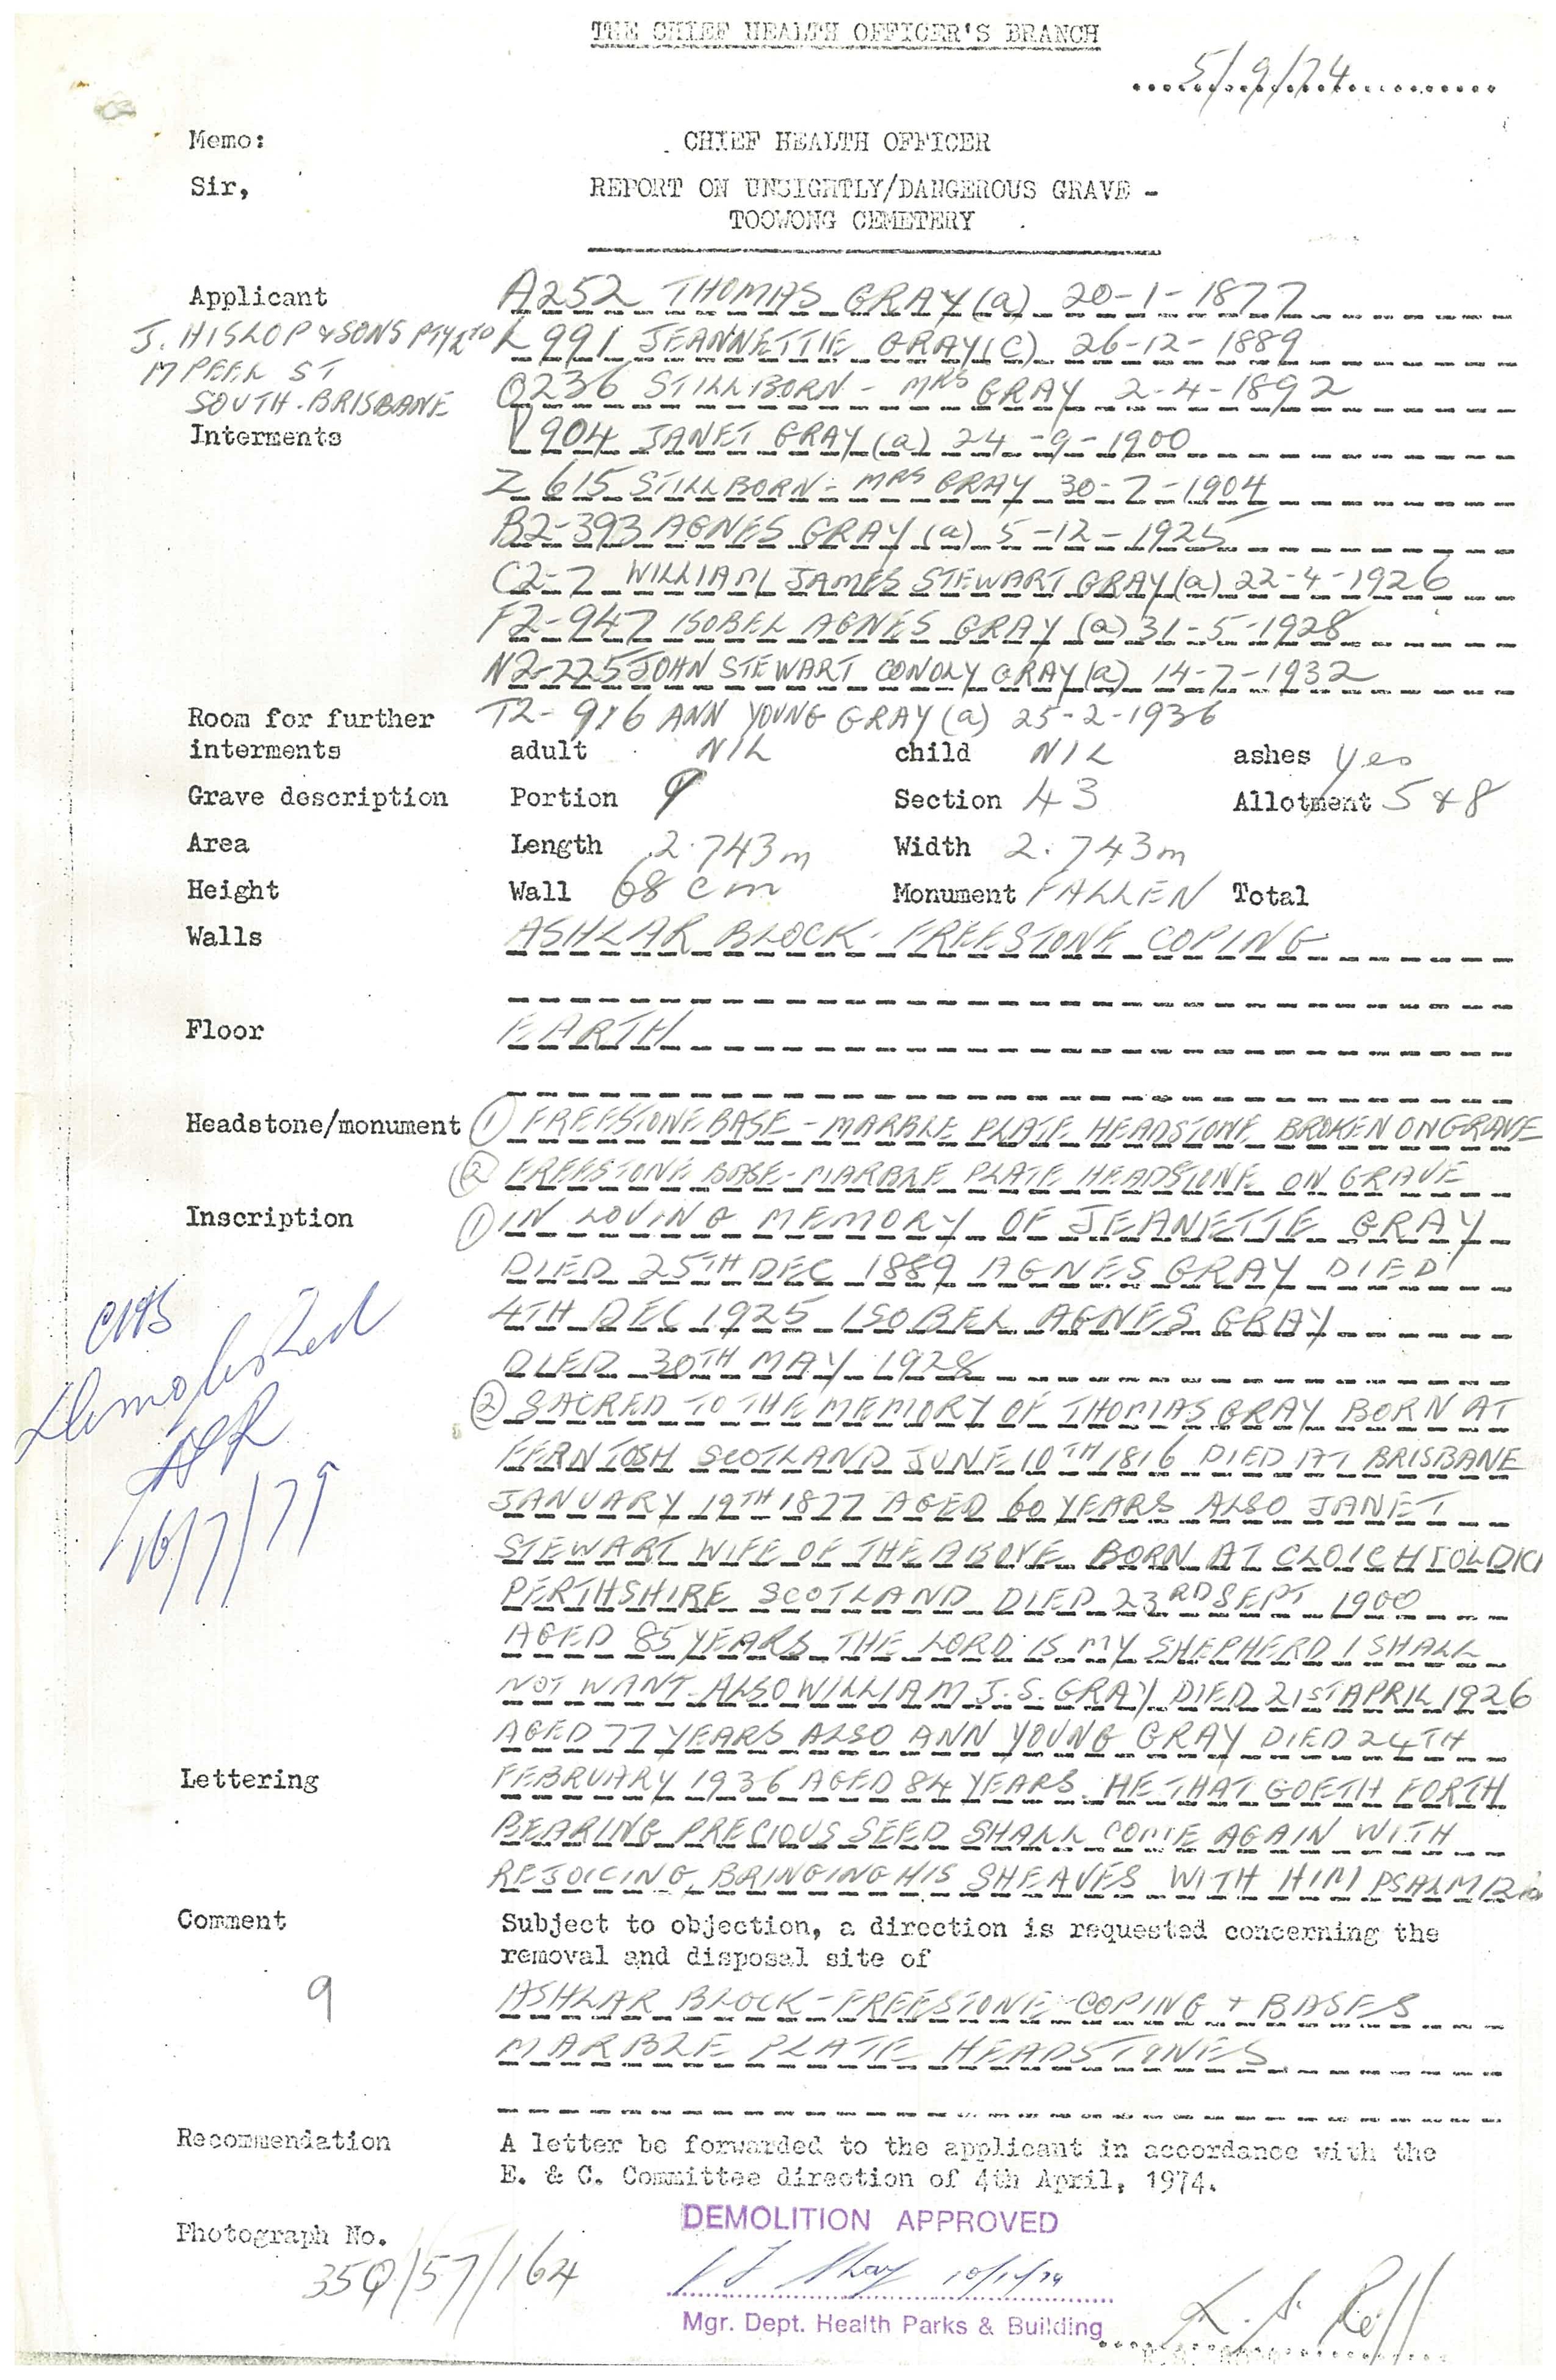 THE CHIEF HEALTH OFFICER'S BRANCH
5/9/74
Memo: CHIEF HEALTH OFFICER
Sir, REPORT ON UNSIGHTLY/DANGEROUS GRAVE -
TOOWONG CEMETERY
Applicant A252 THOMAS GRAY (a) 20-1-1877
J. HISLOP & SONS PTY LTD L 991 JEANNETTIE GRAY (C) 26-12-1889
17 PEEL ST
SOUTH-BRISBANE O236 STILLBORN - MRS GRAY 2-4-1892
Interments 904 JANET GRAY (a) 24-9-1900
Z 615 STILLBORN - MRS GRAY 30-7-1904
B2-393 AGNES GRAY (a) 5-12-1925
C2-7 WILLIAM JAMES STEWART GRAY (a) 22-4-1926
F2-947 ISOBEL AGNES GRAY (a) 31-5-1928
N2-225 JOHN STEWART CONOLY GRAY (a) 14-7-1932
Room for further T2-916 ANN YOUNG GRAY (a) 25-2-1936
interments adult NIL child NIL ashes yes
Grave description Portion 9 Section 43 Allotment 5 & 8
Area Length 2.743m Width 2.743m
Height Wall 68 cm Monument FALLEN Total
Walls ASHLAR BLOCK - FREESTONE COPING
Floor EARTH
Headstone/monument ① FREESTONE BASE - MARBLE PLATE HEADSTONE BROKEN ON GRAVE
② FREESTONE BASE - MARBLE PLATE HEADSTONE ON GRAVE
Inscription ① IN LOVING MEMORY OF JEANETTE GRAY
DIED 25TH DEC 1889 AGNES GRAY DIED
4TH DEC 1925 ISOBEL AGNES GRAY
DIED 30TH MAY 1928
② SACRED TO THE MEMORY OF THOMAS GRAY BORN AT
FERNTOSH SCOTLAND JUNE 10TH 1816 DIED AT BRISBANE
JANUARY 19TH 1877 AGED 60 YEARS ALSO JANET
STEWART WIFE OF THE ABOVE BORN AT
PERTHSHIRE SCOTLAND DIED 23RD SEPT 1900
AGED 85 YEARS THE LORD IS MY SHEPHERD I SHALL
NOT WANT. ALSO WILLIAM J.S. GRAY DIED 21ST APRIL 1926
AGED 77 YEARS ALSO ANN YOUNG GRAY DIED 24TH
Lettering FEBRUARY 1936 AGED 84 YEARS. HE THAT GOETH FORTH
BEARING PRECIOUS SEED SHALL COME AGAIN WITH
REJOICING, BRINGING HIS SHEAVES WITH HIM PSALM
Demolished
16/7/79
Comment Subject to objection, a direction is requested concerning the
removal and disposal site of
9 ASHLAR BLOCK - FREESTONE COPING + BASES
MARBLE PLATE HEADSTONES
Recommendation A letter be forwarded to the applicant in accordance with the
E. & C. Committee direction of 4th April, 1974.
DEMOLITION APPROVED
Photograph No.
35Q/57/164
Mgr. Dept. Health Parks & Building